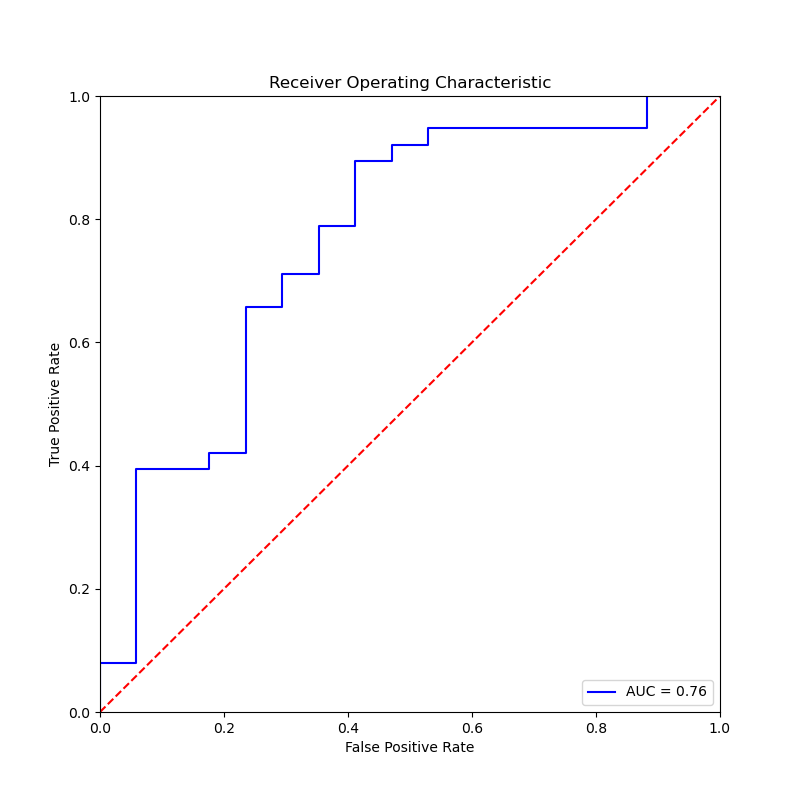 Receiver Operating Characteristic
1.0
0.8
0.6
0.4
0.2
0.0
True Positive Rate
AUC = 0.76
0.0 0.2 0.4 0.6 0.8 1.0
False Positive Rate